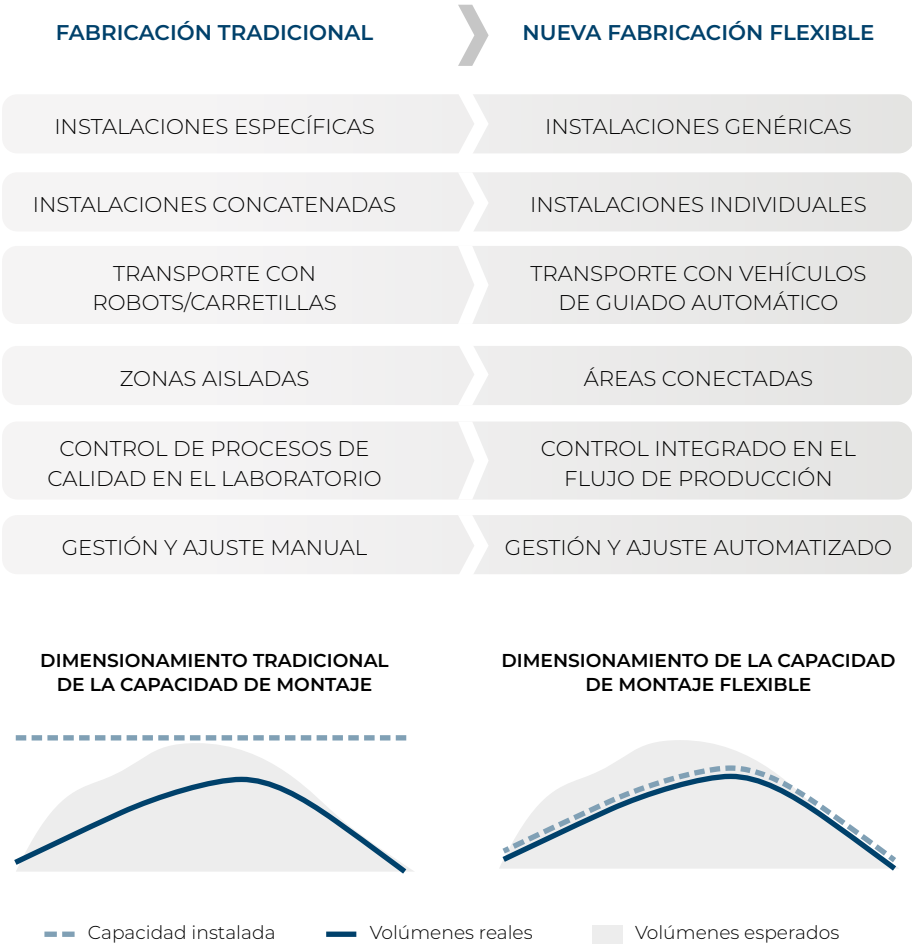 FABRICACIÓN TRADICIONAL
NUEVA FABRICACIÓN FLEXIBLE
INSTALACIONES ESPECÍFICAS
INSTALACIONES GENÉRICAS
INSTALACIONES CONCATENADAS
INSTALACIONES INDIVIDUALES
TRANSPORTE CON
ROBOTS/CARRETILLAS
TRANSPORTE CON VEHÍCULOS
DE GUIADO AUTOMÁTICO
ZONAS AISLADAS
ÁREAS CONECTADAS
CONTROL DE PROCESOS DE
CALIDAD EN EL LABORATORIO
CONTROL INTEGRADO EN EL
FLUJO DE PRODUCCIÓN
GESTIÓN Y AJUSTE MANUAL
GESTIÓN Y AJUSTE AUTOMATIZADO
DIMENSIONAMIENTO TRADICIONAL
DE LA CAPACIDAD DE MONTAJE
DIMENSIONAMIENTO DE LA CAPACIDAD
DE MONTAJE FLEXIBLE
Capacidad instalada
Volúmenes reales
Volúmenes esperados